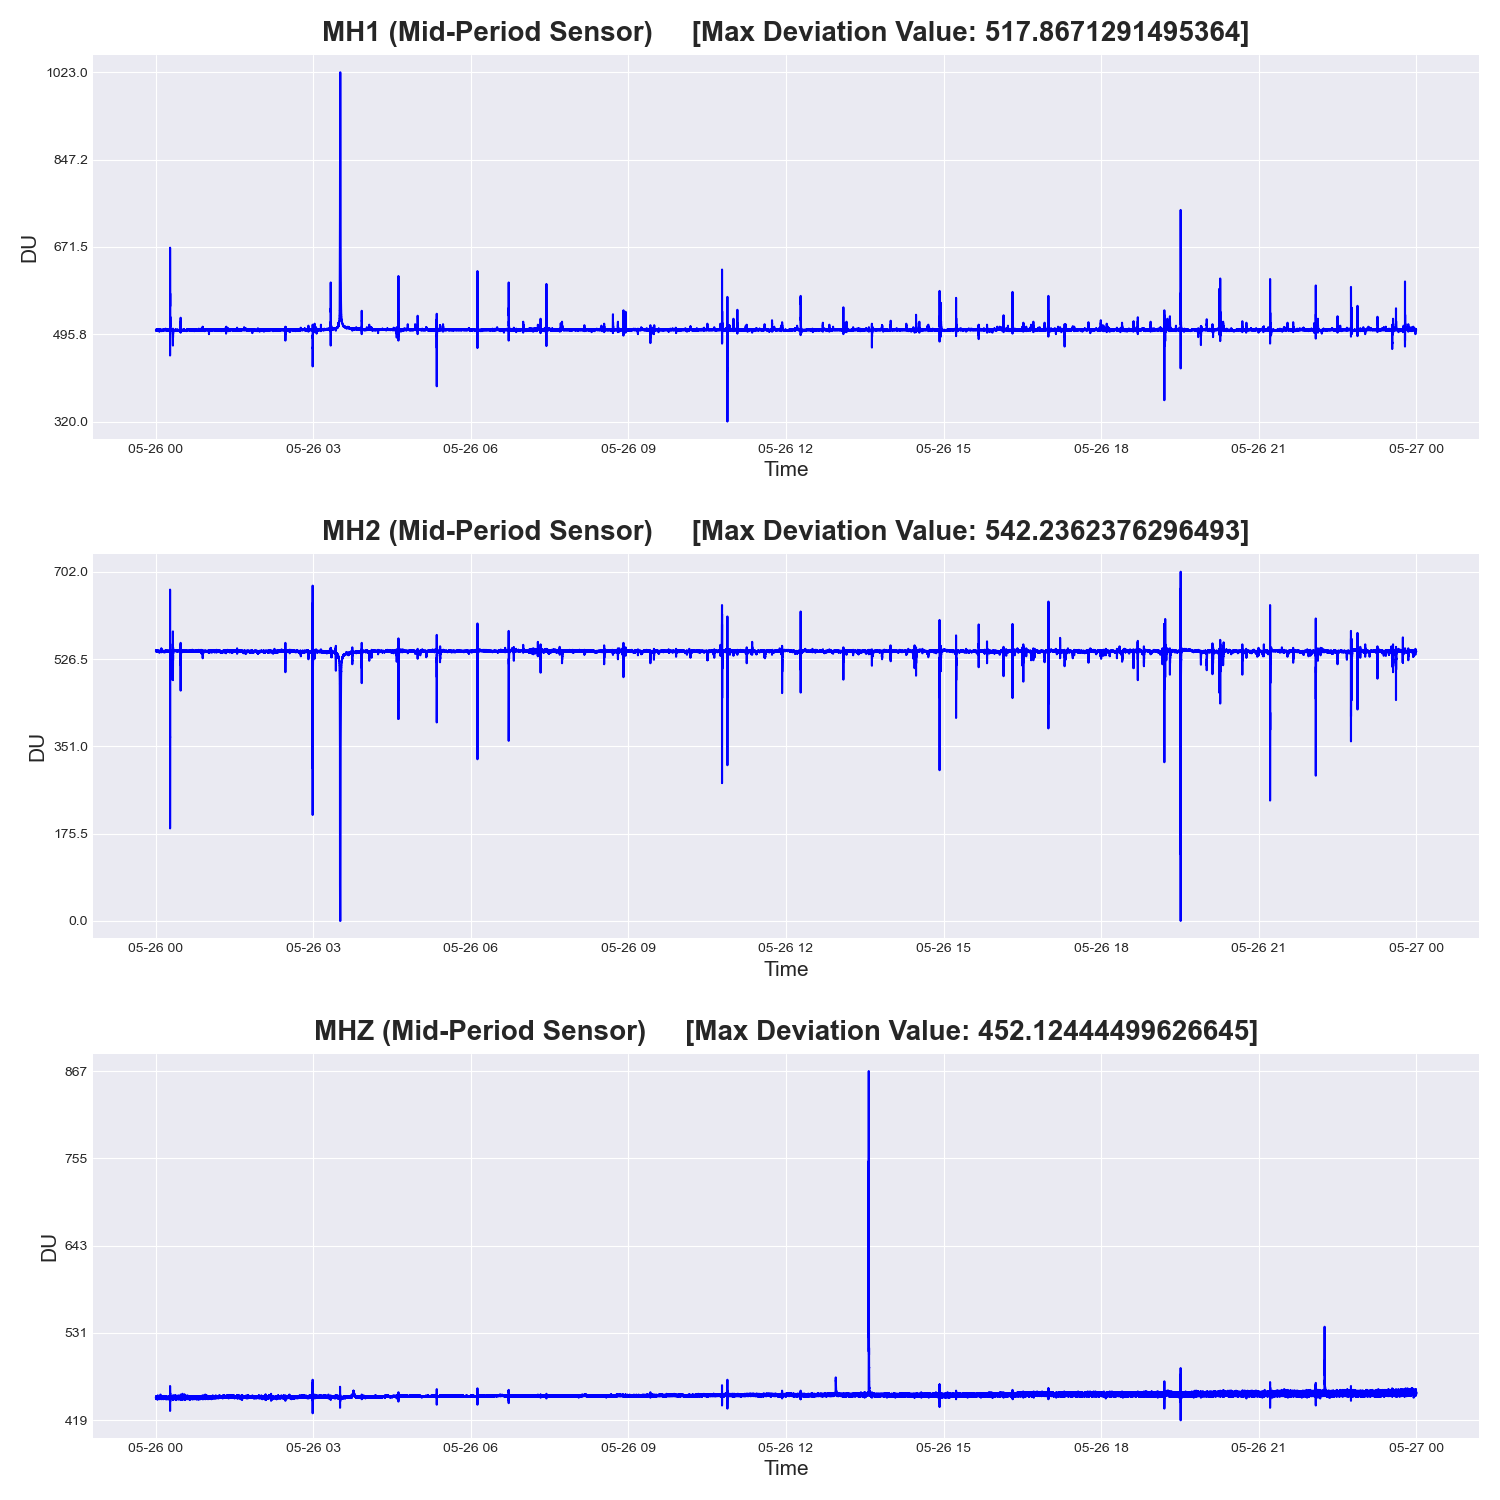 MH1 (Mid-Period Sensor) [Max Deviation Value: 517.8671291495364]
1023.0
847.2
671.5
495.8
320.0
DU
05-26 00 05-26 03 05-26 06 05-26 09 05-26 12 05-26 15 05-26 18 05-26 21 05-27 00
Time
MH2 (Mid-Period Sensor) [Max Deviation Value: 542.2362376296493]
702.0
526.5
351.0
175.5
0.0
DU
05-26 00 05-26 03 05-26 06 05-26 09 05-26 12 05-26 15 05-26 18 05-26 21 05-27 00
Time
MHZ (Mid-Period Sensor) [Max Deviation Value: 452.12444499626645]
867
755
643
531
419
DU
05-26 00 05-26 03 05-26 06 05-26 09 05-26 12 05-26 15 05-26 18 05-26 21 05-27 00
Time